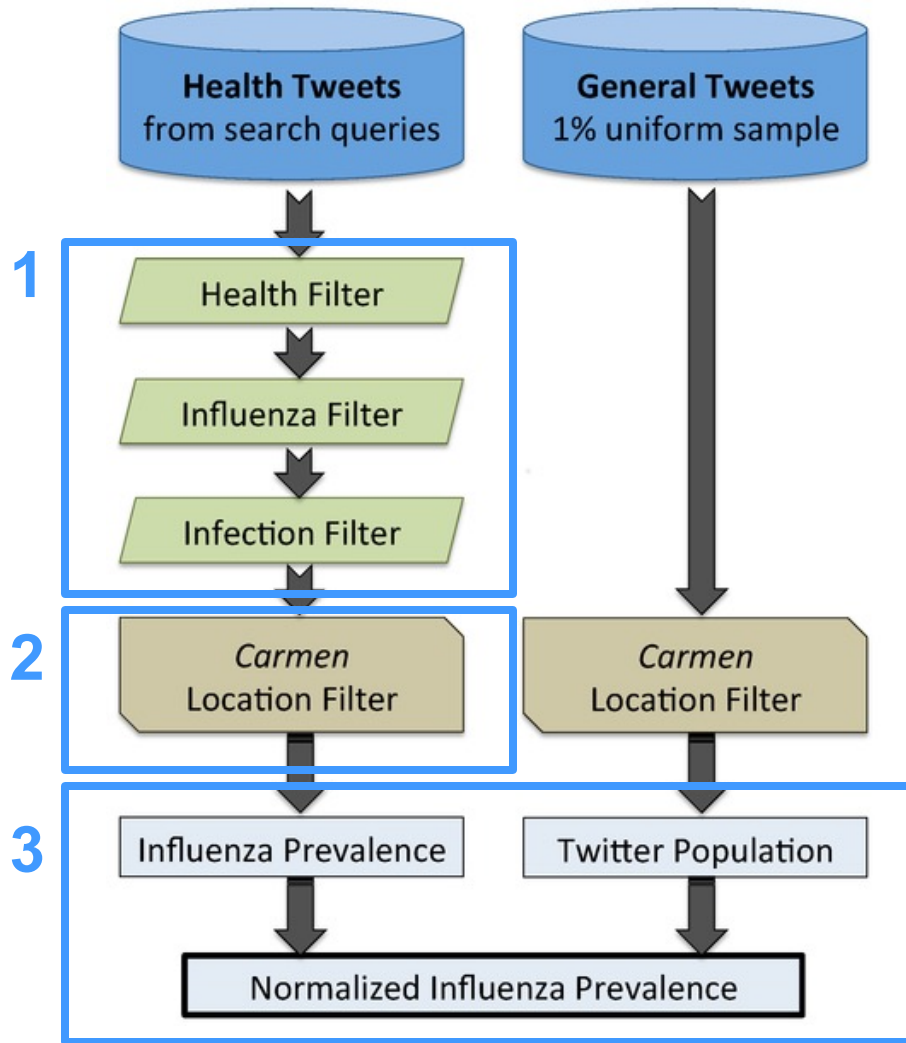 Health Tweets
from search queries
General Tweets
1% uniform sample
1
Health Filter
Influenza Filter
Infection Filter
2
Carmen
Location Filter
Carmen
Location Filter
3
Influenza Prevalence
Twitter Population
Normalized Influenza Prevalence